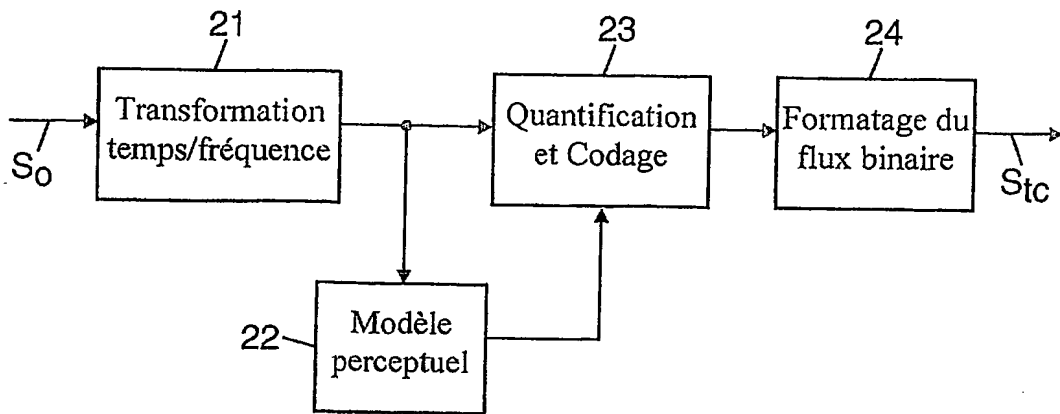 21
23
24
Transformation
temps/fréquence
Quantification
et Codage
Formatage du
flux binaire
So
Stc
22
Modèle
perceptuel